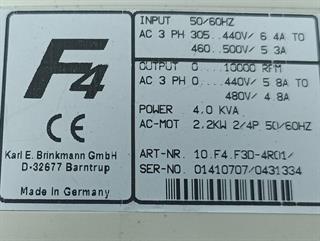 F4
CE
Karl E. Brinkmann GmbH
D-32677 Barntrup
Made in Germany
INPUT 50/60HZ
AC 3 PH 305..440V/ 6.4A TO
460..500V/ 5.3A
OUTPUT 0....10000 RPM
AC 3 PH 0....440V/ 5.8A TO
480V/ 4.8A
POWER 4.0 KVA
AC-MOT 2.2KW 2/4P 50/60HZ
ART-NR. 10.F4.F3D-4R01/
SER-NO. 01410707/0431334